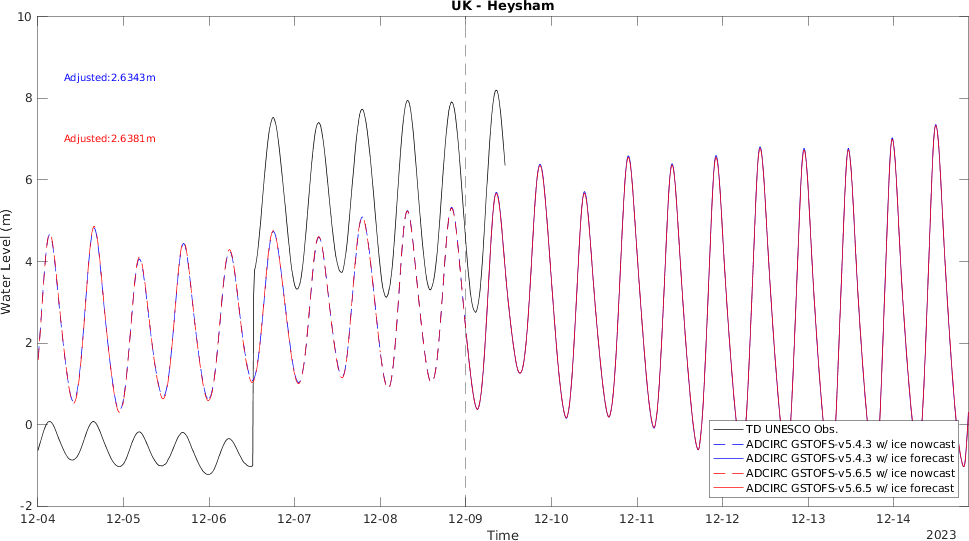 UK - Heysham
10
8
6
4
2
0
-2
Water Level (m)
Adjusted:2.6343m
Adjusted:2.6381m
TD UNESCO Obs.
ADCIRC GSTOFS-v5.4.3 w/ ice nowcast
ADCIRC GSTOFS-v5.4.3 w/ ice forecast
ADCIRC GSTOFS-v5.6.5 w/ ice nowcast
ADCIRC GSTOFS-v5.6.5 w/ ice forecast
12-04 12-05 12-06 12-07 12-08 12-09 12-10 12-11 12-12 12-13 12-14
Time
2023